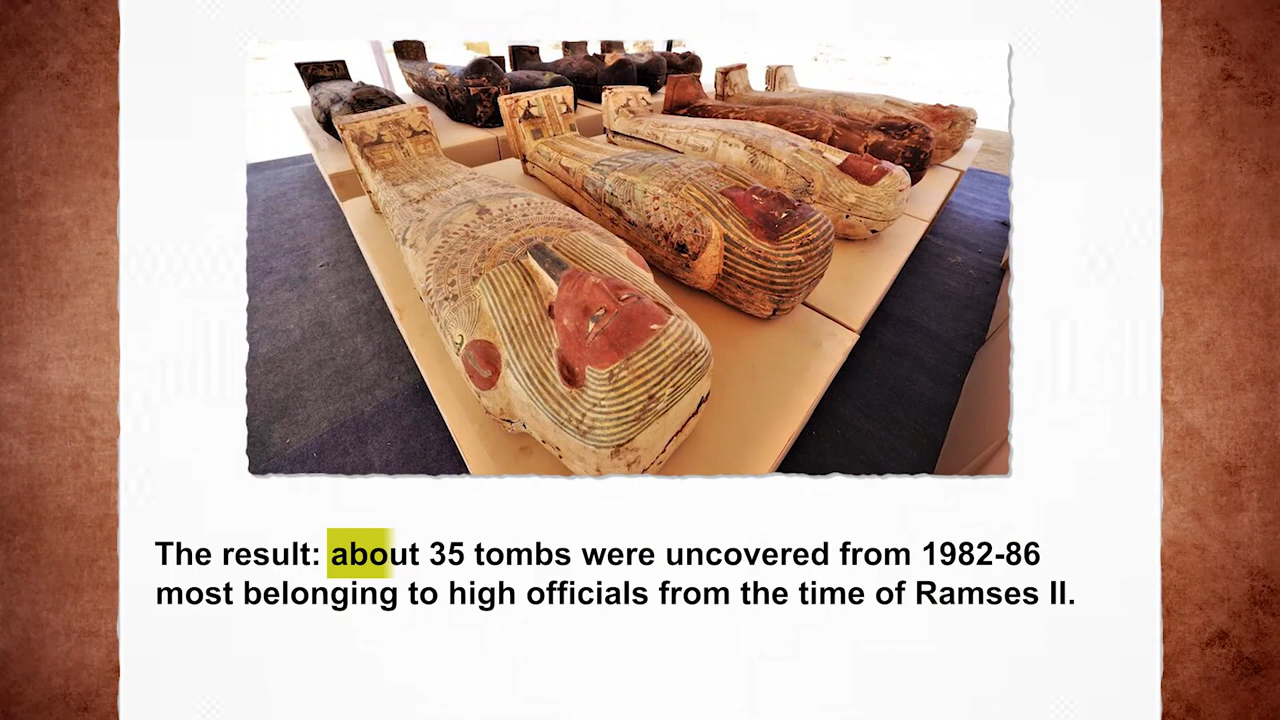 The result: about 35 tombs were uncovered from 1982-86
most belonging to high officials from the time of Ramses II.